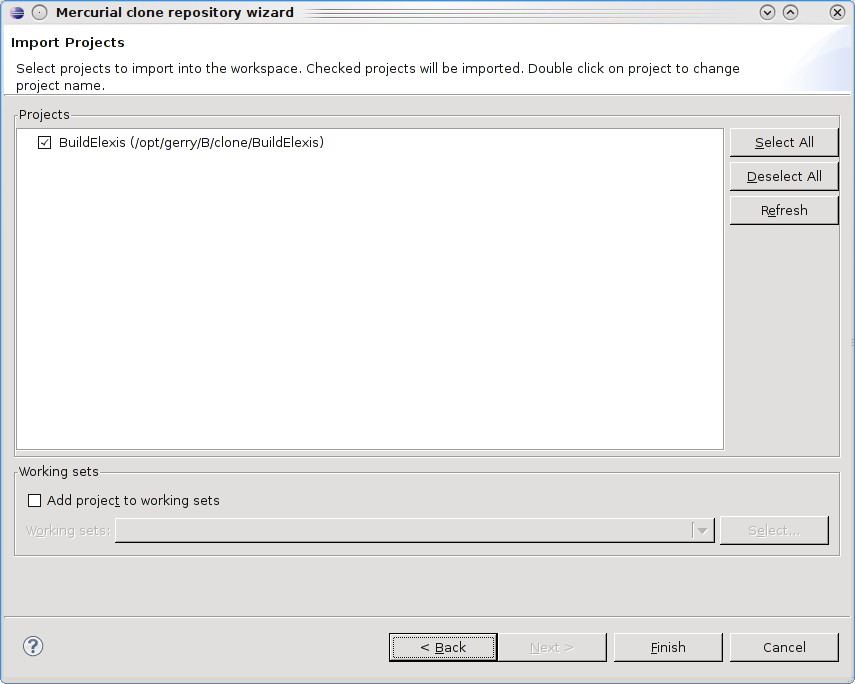 Mercurial clone repository wizard
Import Projects
Select projects to import into the workspace. Checked projects will be imported. Double click on project to change
project name.
Projects
BuildElexis (/opt/gerry/B/clone/BuildElexis)
Select All
Deselect All
Refresh
Working sets
Add project to working sets
Working sets:
Select...
?
< Back
Next >
Finish
Cancel